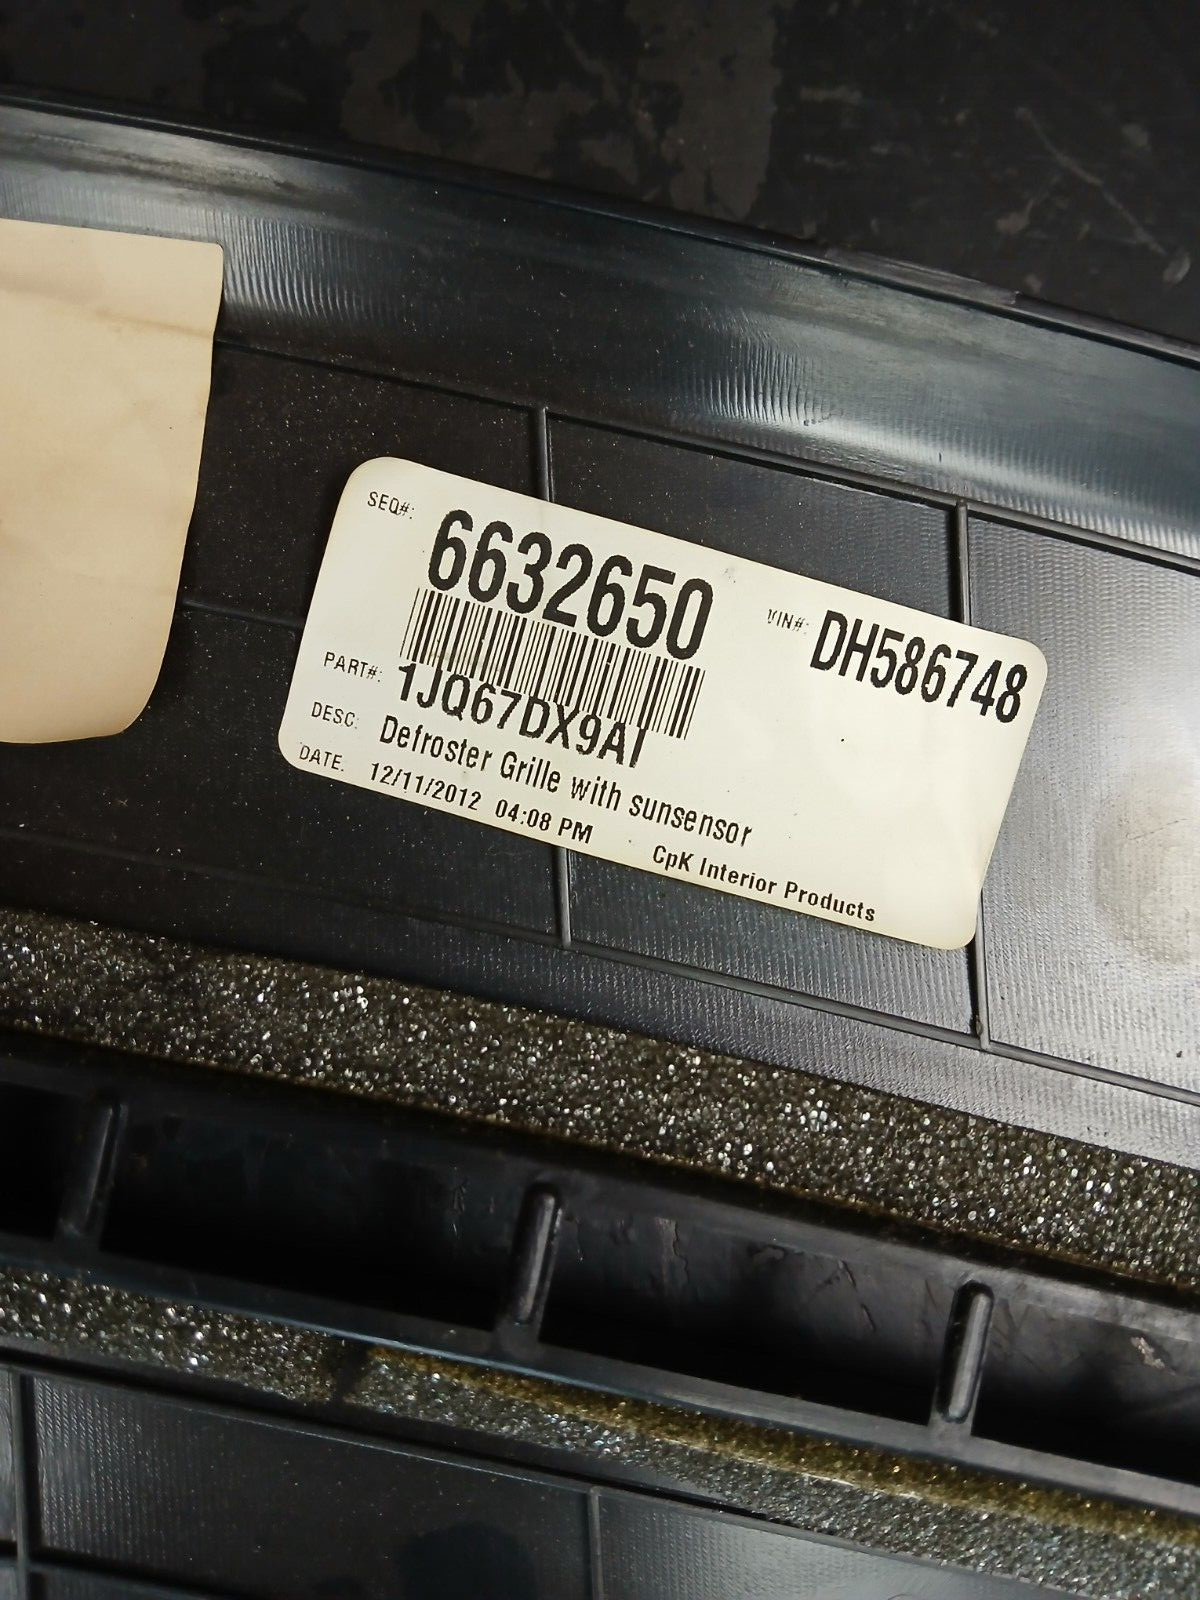 SEQ#: 6632650
VIN#: DH586748
PART#: 1JQ67DX9AI
DESC: Defroster Grille with sunsensor
DATE: 12/11/2012 04:08 PM
CpK Interior Products